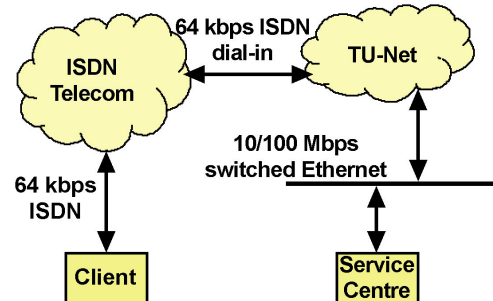 64 kbps ISDN
dial-in
ISDN
Telecom
TU-Net
10/100 Mbps
switched Ethernet
64 kbps
ISDN
Client
Service
Centre